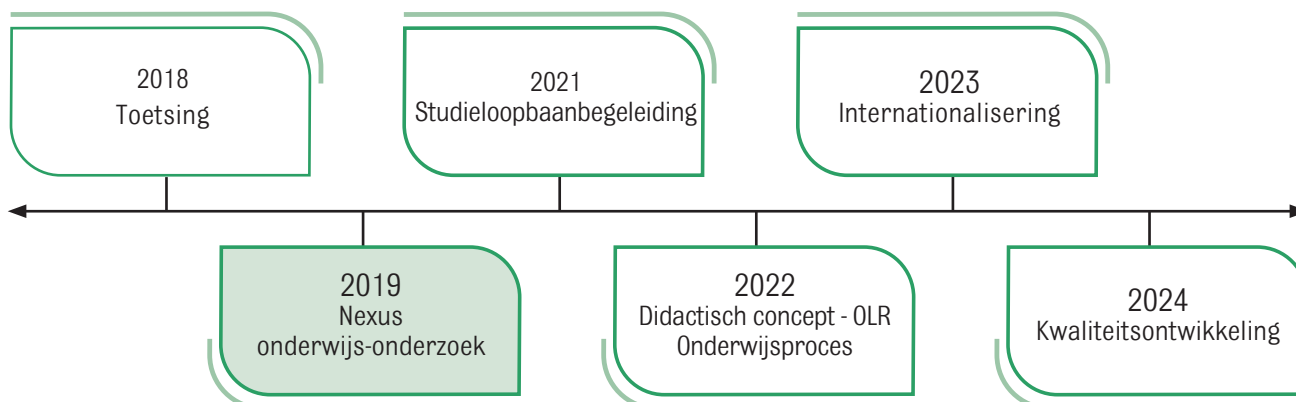 2018
Toetsing
2021
Studieloopbaanbegeleiding
2023
Internationalisering
2019
Nexus
onderwijs-onderzoek
2022
Didactisch concept - OLR
Onderwijsproces
2024
Kwaliteitsontwikkeling